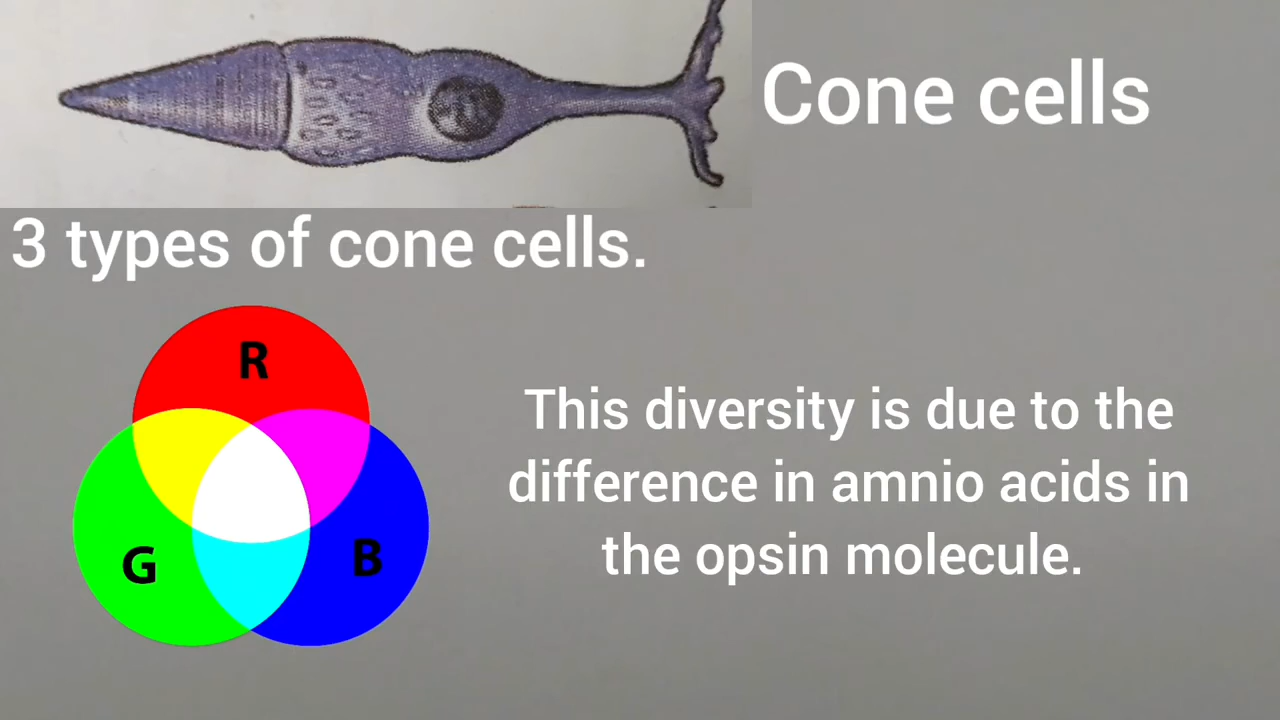 Cone cells
3 types of cone cells.
R
G
B
This diversity is due to the
difference in amnio acids in
the opsin molecule.